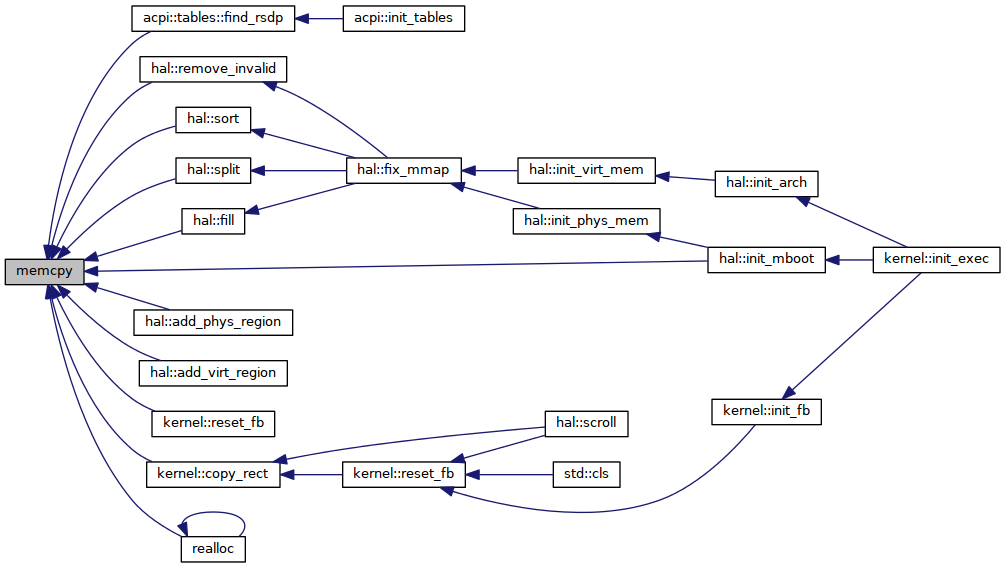 acpi::tables::find_rsdp
acpi::init_tables
hal::remove_invalid
hal::sort
hal::split
hal::fix_mmap
hal::init_virt_mem
hal::init_arch
hal::fill
hal::init_phys_mem
memcpy
hal::init_mboot
kernel::init_exec
hal::add_phys_region
hal::add_virt_region
kernel::reset_fb
hal::scroll
kernel::init_fb
kernel::copy_rect
kernel::reset_fb
std::cls
realloc